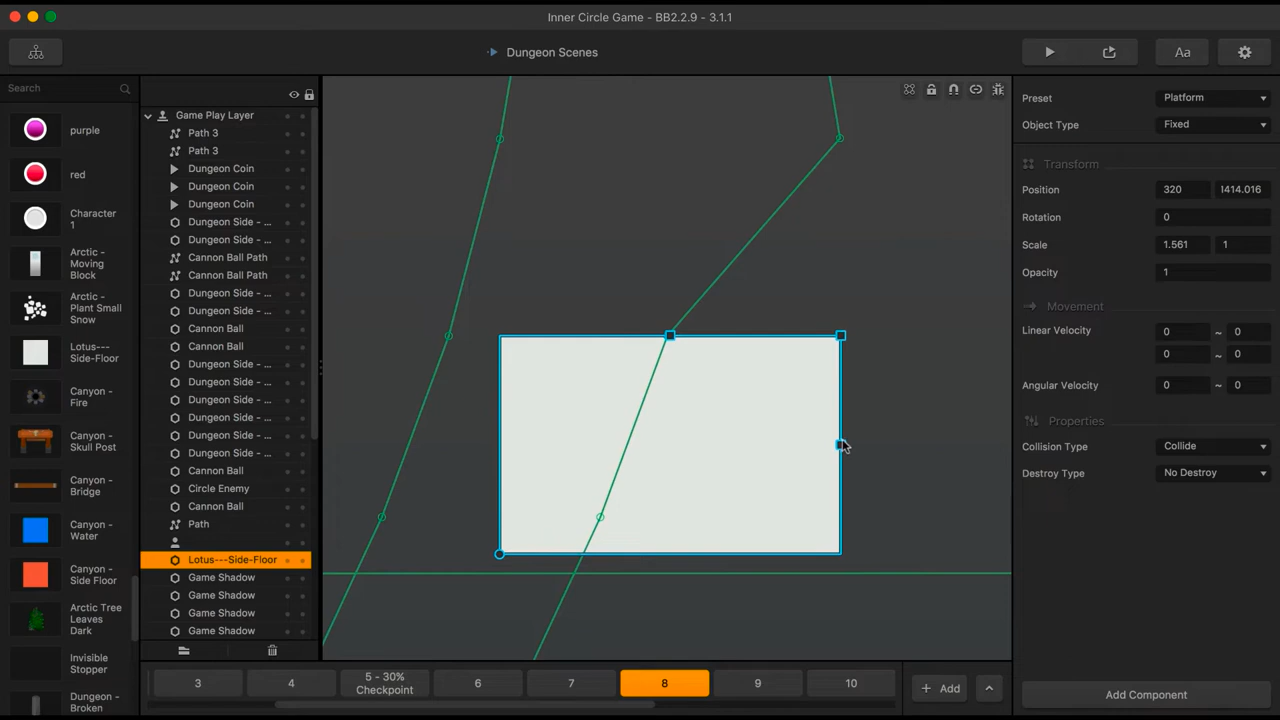 Inner Circle Game - BB2.2.9 - 3.1.1
Dungeon Scenes
Aa
Search
purple
red
Character
1
Arctic -
Moving
Block
Arctic -
Plant Small
Snow
Lotus---
Side-Floor
Canyon -
Fire
Canyon -
Skull Post
Canyon -
Bridge
Canyon -
Water
Canyon -
Side Floor
Arctic Tree
Leaves
Dark
Invisible
Stopper
Dungeon -
Broken
Game Play Layer
Path 3
Path 3
Dungeon Coin
Dungeon Coin
Dungeon Coin
Dungeon Side - ...
Dungeon Side - ...
Cannon Ball Path
Cannon Ball Path
Dungeon Side - ...
Dungeon Side - ...
Cannon Ball
Cannon Ball
Dungeon Side - ...
Dungeon Side - ...
Dungeon Side - ...
Dungeon Side - ...
Dungeon Side - ...
Dungeon Side - ...
Cannon Ball
Circle Enemy
Cannon Ball
Path
Lotus---Side-Floor
Game Shadow
Game Shadow
Game Shadow
Game Shadow
3
4
5 - 30%
Checkpoint
6
7
8
9
10
+ Add
Preset Platform
Object Type Fixed
Transform
Position 320 !414.016
Rotation 0
Scale 1.561 1
Opacity 1
Movement
Linear Velocity 0 ~ 0
0 ~ 0
Angular Velocity 0 ~ 0
Properties
Collision Type Collide
Destroy Type No Destroy
Add Component